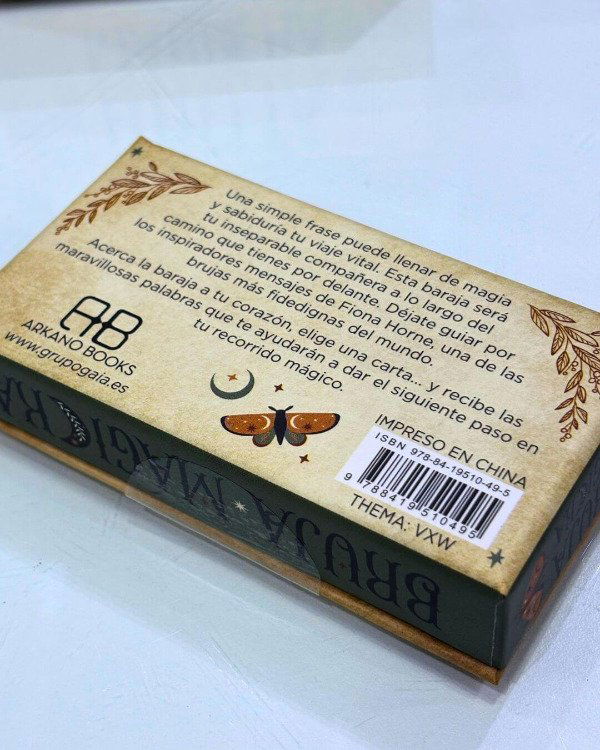 Una simple frase puede llenar de magia
y sabiduría tu viaje vital. Esta baraja será
tu inseparable compañera a lo largo del
camino que tienes por delante. Déjate guiar por
los inspiradores mensajes de Fiona Horne, una de las
brujas más fidedignas del mundo.
Acerca la baraja a tu corazón, elige una carta... y recibe las
maravillosas palabras que te ayudarán a dar el siguiente paso en
tu recorrido mágico.
AB
ARKANO BOOKS
www.grupogaia.es
IMPRESO EN CHINA
ISBN 978-84-19510-49-5
9 788419 510495
THEMA: VXW
BRUJA MAGIC